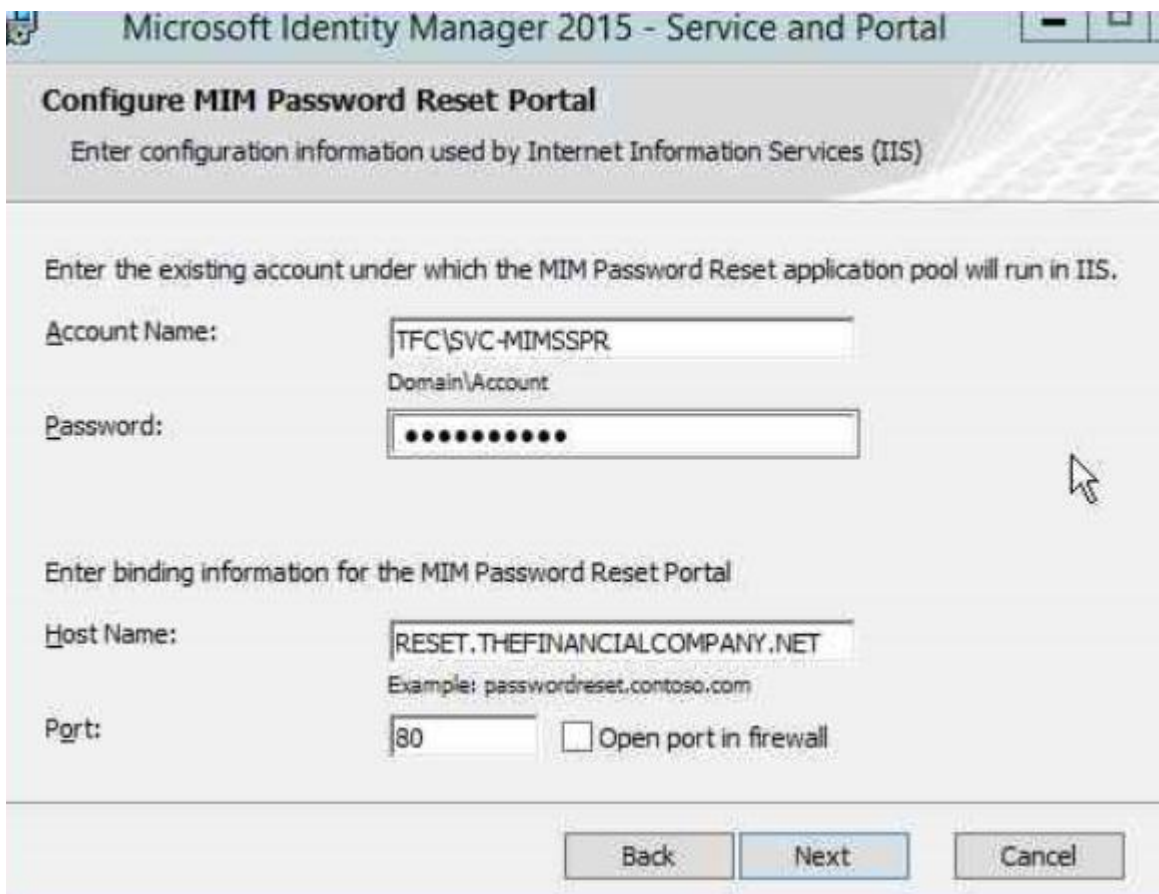 Microsoft Identity Manager 2015 - Service and Portal
Configure MIM Password Reset Portal
Enter configuration information used by Internet Information Services (IIS)
Enter the existing account under which the MIM Password Reset application pool will run in IIS.
Account Name:
TFC\SVC-MIMSSPR
Domain\Account
Password:
●●●●●●●●●●
Enter binding information for the MIM Password Reset Portal
Host Name:
RESET.THEFINANCIALCOMPANY.NET
Example: passwordreset.contoso.com
Port:
80
Open port in firewall
Back
Next
Cancel